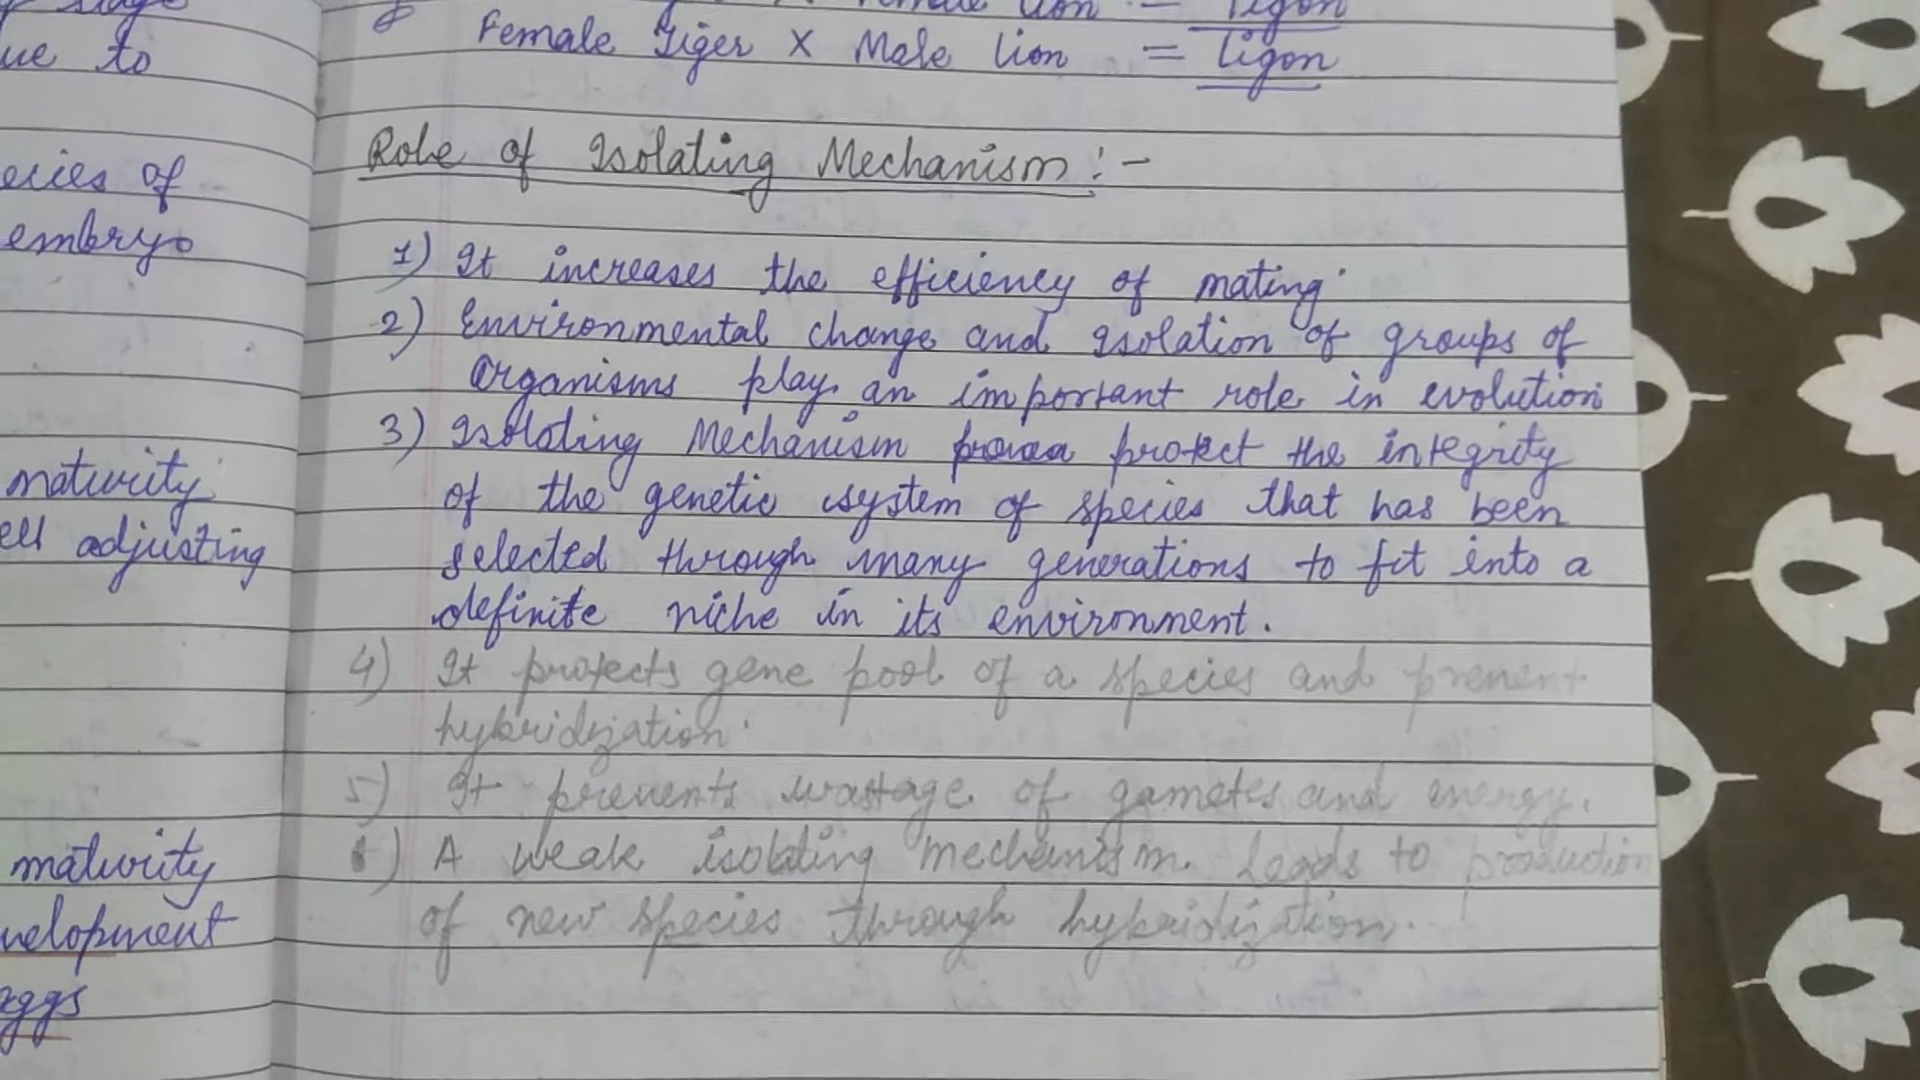 ue to
ecies of
embryo
maturity
ell adjusting
maturity
velopment
eggs
Female Tiger X Male lion = Tigon
Role of Isolating Mechanism :-
1) It increases the efficiency of mating.
2) Environmental change and isolation of groups of
organisms play an important role in evolution
3) Isolating Mechanism protect the integrity
of the genetic system of species that has been
selected through many generations to fit into a
definite niche in its environment.
4) It protects gene pool of a species and prevent
hybridization.
5) It prevents wastage of gametes and energy.
6) A weak isolating mechanism leads to production
of new species through hybridization.